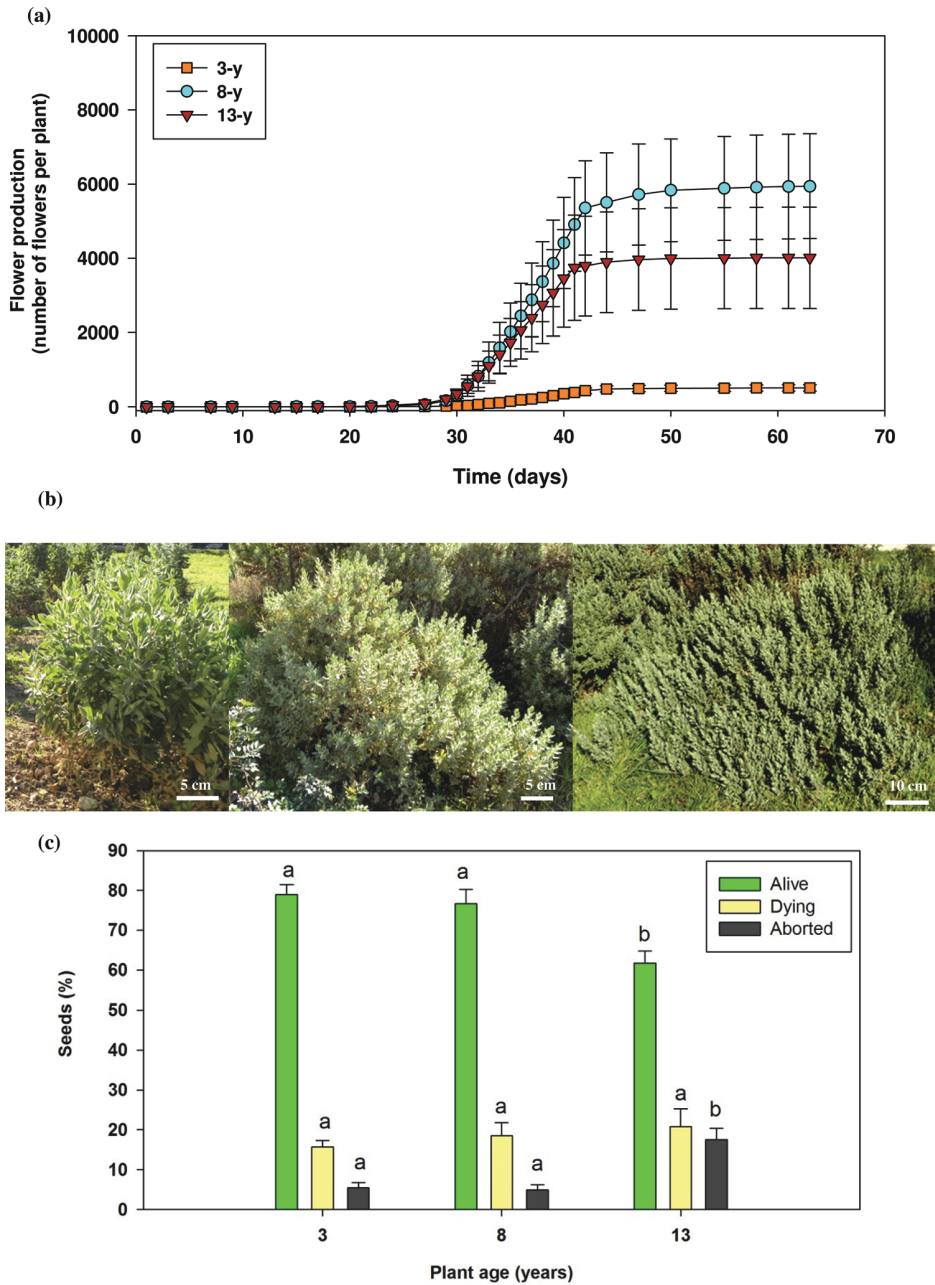 (a)
10000
8000
6000
4000
2000
0
3-y
8-y
13-y
Flower production
(number of flowers per plant)
0 10 20 30 40 50 60 70
Time (days)
(b)
5 cm
5 cm
10 cm
(c)
90
80
70
60
50
40
30
20
10
0
Seeds (%)
Alive
Dying
Aborted
a
a
a
a
a
a
b
a
b
3 8 13
Plant age (years)